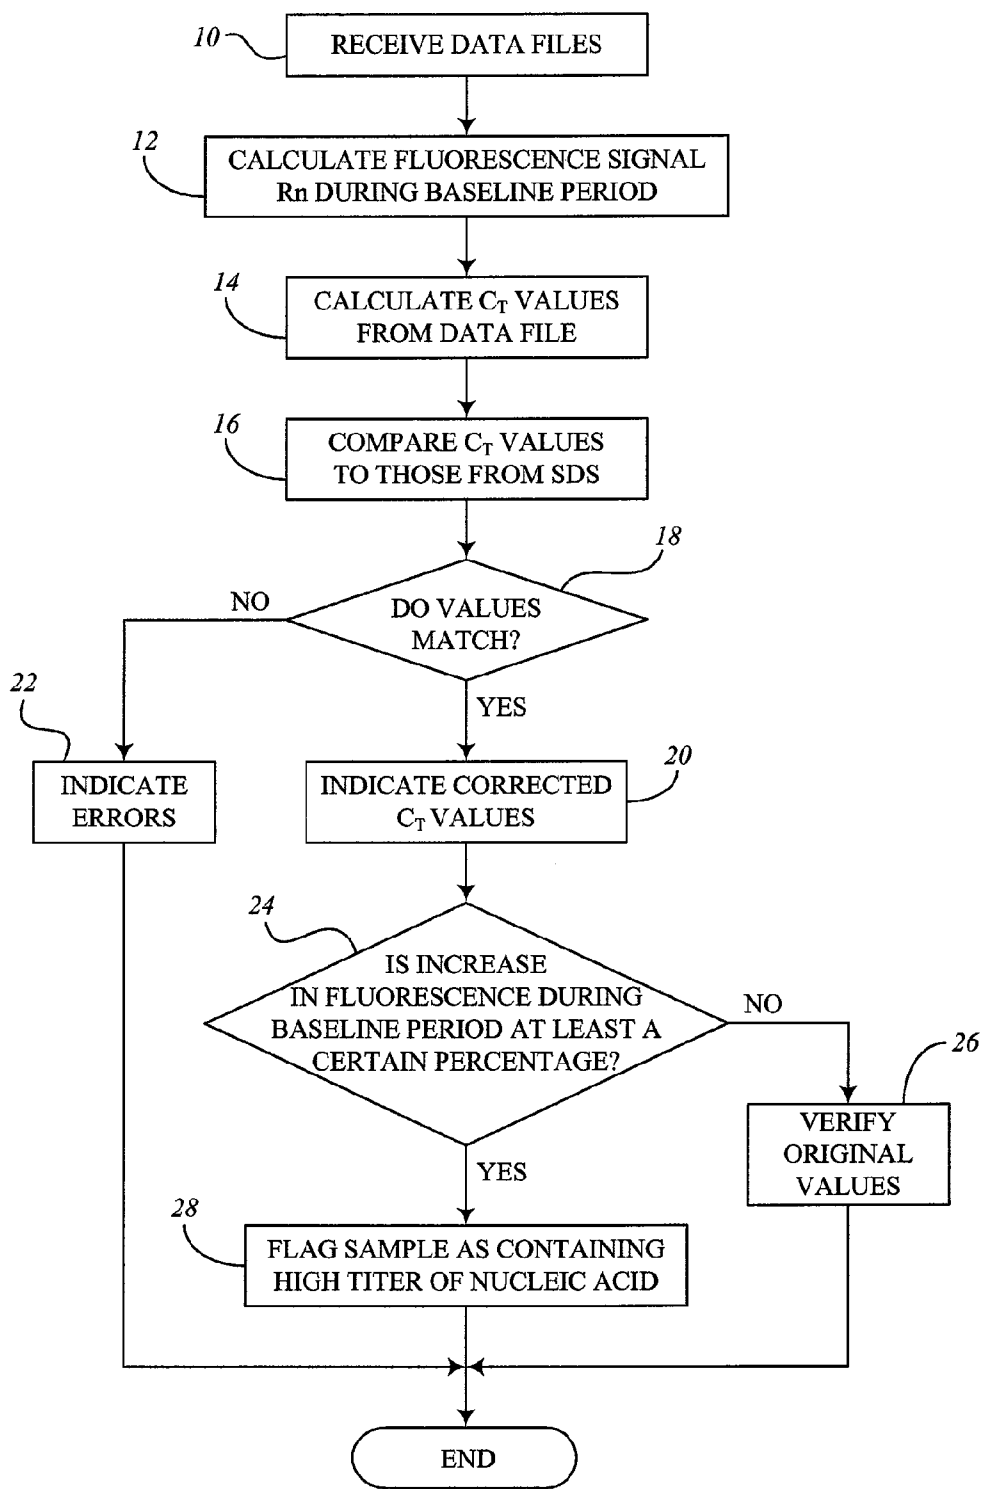 10
RECEIVE DATA FILES
12
CALCULATE FLUORESCENCE SIGNAL
Rn DURING BASELINE PERIOD
14
CALCULATE CT VALUES
FROM DATA FILE
16
COMPARE CT VALUES
TO THOSE FROM SDS
18
DO VALUES
MATCH?
NO
YES
22
INDICATE
ERRORS
20
INDICATE CORRECTED
CT VALUES
24
IS INCREASE
IN FLUORESCENCE DURING
BASELINE PERIOD AT LEAST A
CERTAIN PERCENTAGE?
NO
YES
26
VERIFY
ORIGINAL
VALUES
28
FLAG SAMPLE AS CONTAINING
HIGH TITER OF NUCLEIC ACID
END